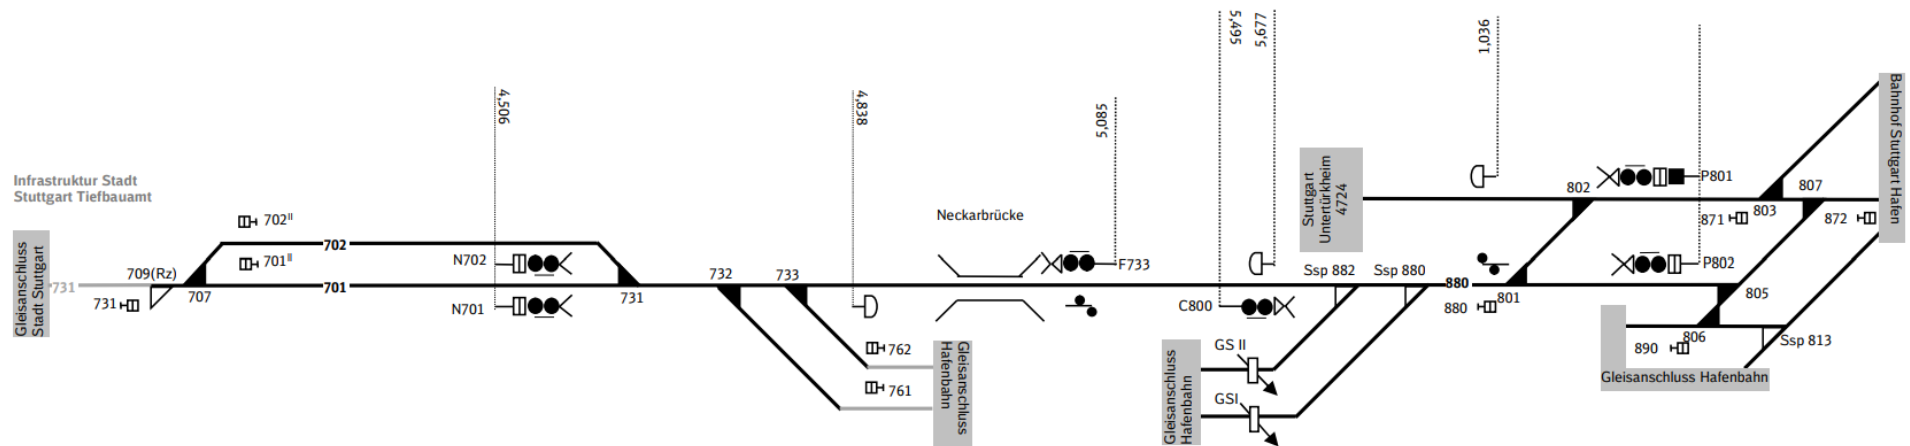 5,495
5,677
1,036
4,506
4,838
5,085
Infrastruktur Stadt
Stuttgart Tiefbauamt
Gleisanschluss
Stadt Stuttgart
731
709(Rz)
731
707
702II
701II
702
701
N702
N701
731
732
733
762
761
Gleisanschluss
Hafenbahn
Neckarbrücke
F733
C800
Gleisanschluss
Hafenbahn
GS II
GSI
Stuttgart
Untertürkheim
4724
Ssp 882
Ssp 880
880
880
801
802
P801
P802
871
803
807
872
805
806
890
Ssp 813
Gleisanschluss Hafenbahn
Bahnhof Stuttgart Hafen